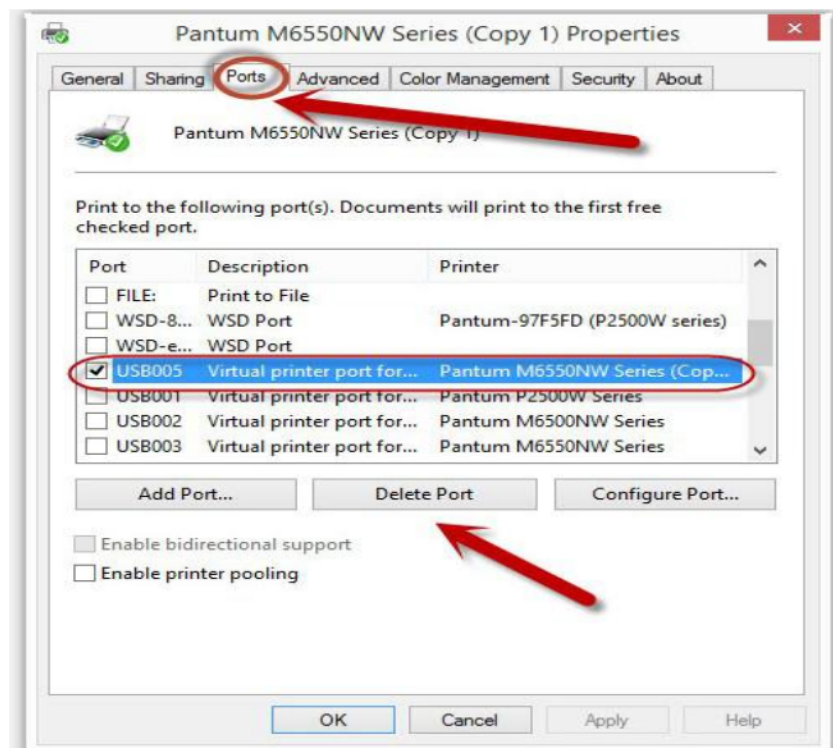 Pantum M6550NW Series (Copy 1) Properties
General Sharing Ports Advanced Color Management Security About
Pantum M6550NW Series (Copy 1)
Print to the following port(s). Documents will print to the first free
checked port.
Port Description Printer
FILE: Print to File
WSD-8... WSD Port Pantum-97F5FD (P2500W series)
WSD-e... WSD Port
USB005 Virtual printer port for... Pantum M6550NW Series (Cop...
USB001 Virtual printer port for... Pantum P2500W Series
USB002 Virtual printer port for... Pantum M6500NW Series
USB003 Virtual printer port for... Pantum M6550NW Series
Add Port... Delete Port Configure Port...
Enable bidirectional support
Enable printer pooling
OK Cancel Apply Help